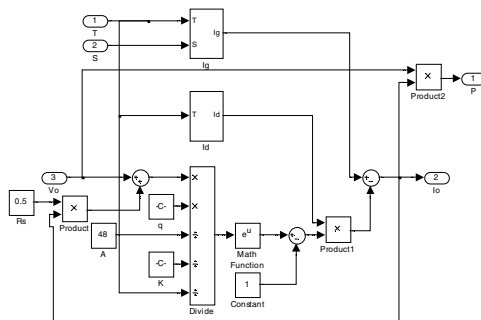 1
T
T
Ig
S
Ig
2
S
×
Product2
1
P
T
Id
Id
3
Vo
2
Io
0.5
Rs
×
Product
×
-C-
q
×
48
A
÷
-C-
K
÷
÷
Divide
e^u
Math
Function
1
Constant
×
Product1